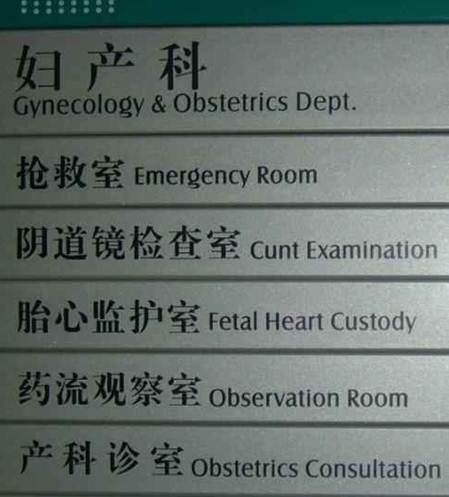 妇产科
Gynecology & Obstetrics Dept.
抢救室 Emergency Room
阴道镜检查室 Cunt Examination
胎心监护室 Fetal Heart Custody
药流观察室 Observation Room
产科诊室 Obstetrics Consultation